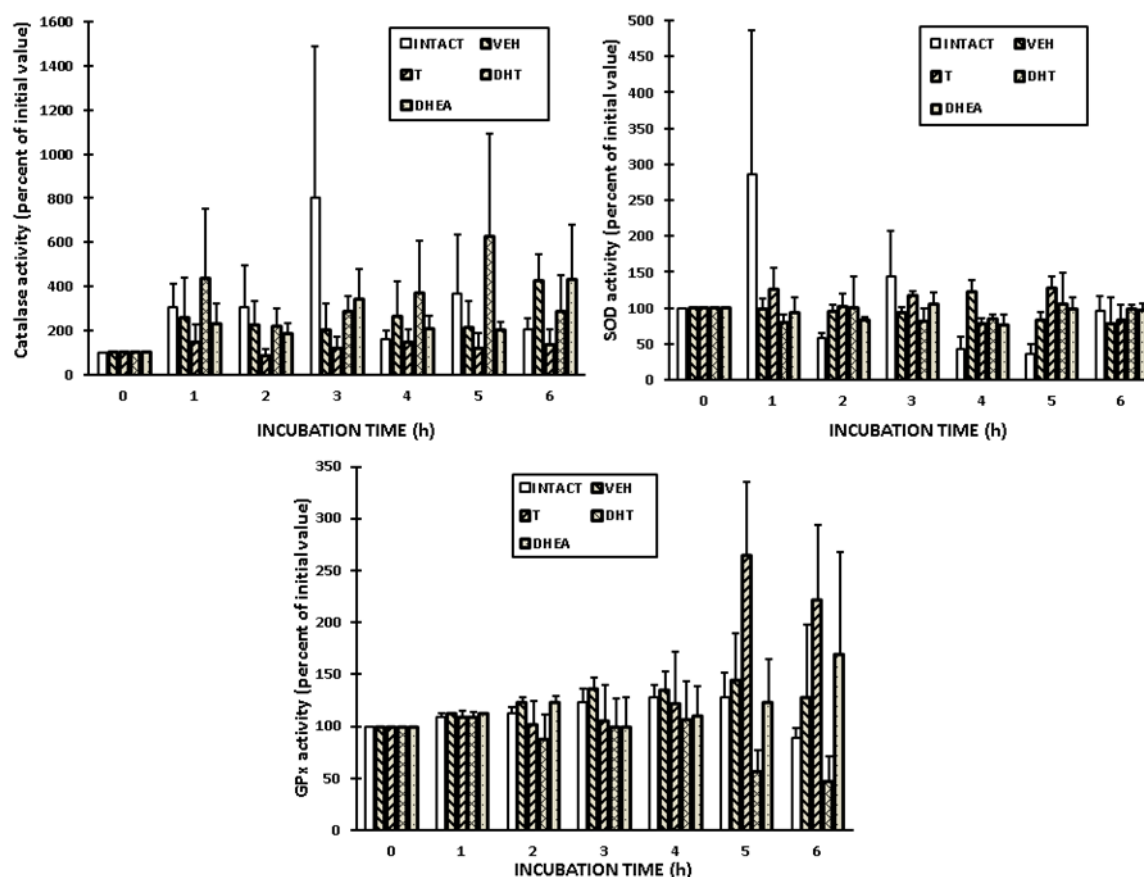 Catalase activity (percent of initial value)
1600
1400
1200
1000
800
600
400
200
0
INTACT VEH
T DHT
DHEA
0 1 2 3 4 5 6
INCUBATION TIME (h)
SOD activity (percent of initial value)
500
450
400
350
300
250
200
150
100
50
0
INTACT VEH
T DHT
DHEA
0 1 2 3 4 5 6
INCUBATION TIME (h)
GPx activity (percent of initial value)
350
300
250
200
150
100
50
0
INTACT VEH
T DHT
DHEA
0 1 2 3 4 5 6
INCUBATION TIME (h)